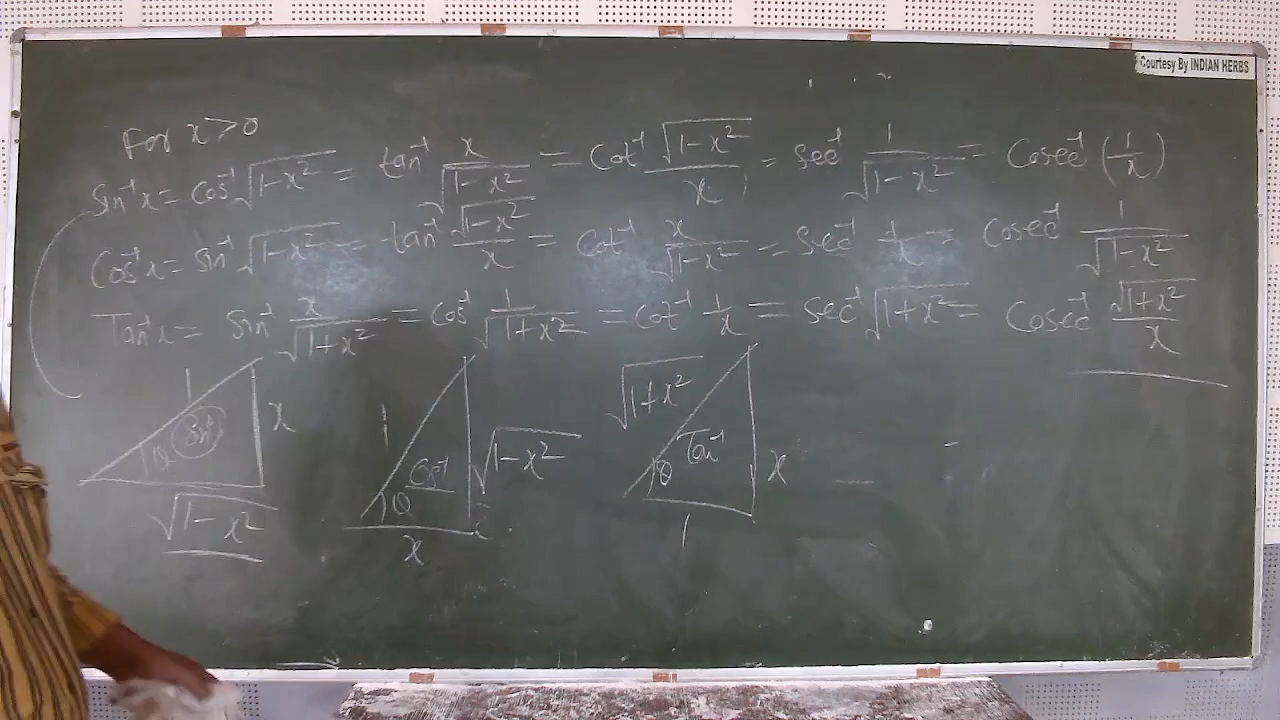 Courtesy By INDIAN HERBS
For x>0
sin⁻¹x = cos⁻¹√(1-x²) = tan⁻¹ x/√(1-x²) = cot⁻¹ √(1-x²)/x = sec⁻¹ 1/√(1-x²) = cosec⁻¹ (1/x)
Cos⁻¹x = sin⁻¹ √(1-x²) = tan⁻¹ √(1-x²)/x = cot⁻¹ x/√(1-x²) = sec⁻¹ 1/x = cosec⁻¹ 1/√(1-x²)
Tan⁻¹x = sin⁻¹ x/√(1+x²) = cos⁻¹ 1/√(1+x²) = cot⁻¹ 1/x = sec⁻¹ √(1+x²) = cosec⁻¹ √(1+x²)/x
1 θ sin⁻¹ x √(1-x²)
1 θ cos⁻¹ √(1-x²) x
√(1+x²) θ Tan⁻¹ x 1